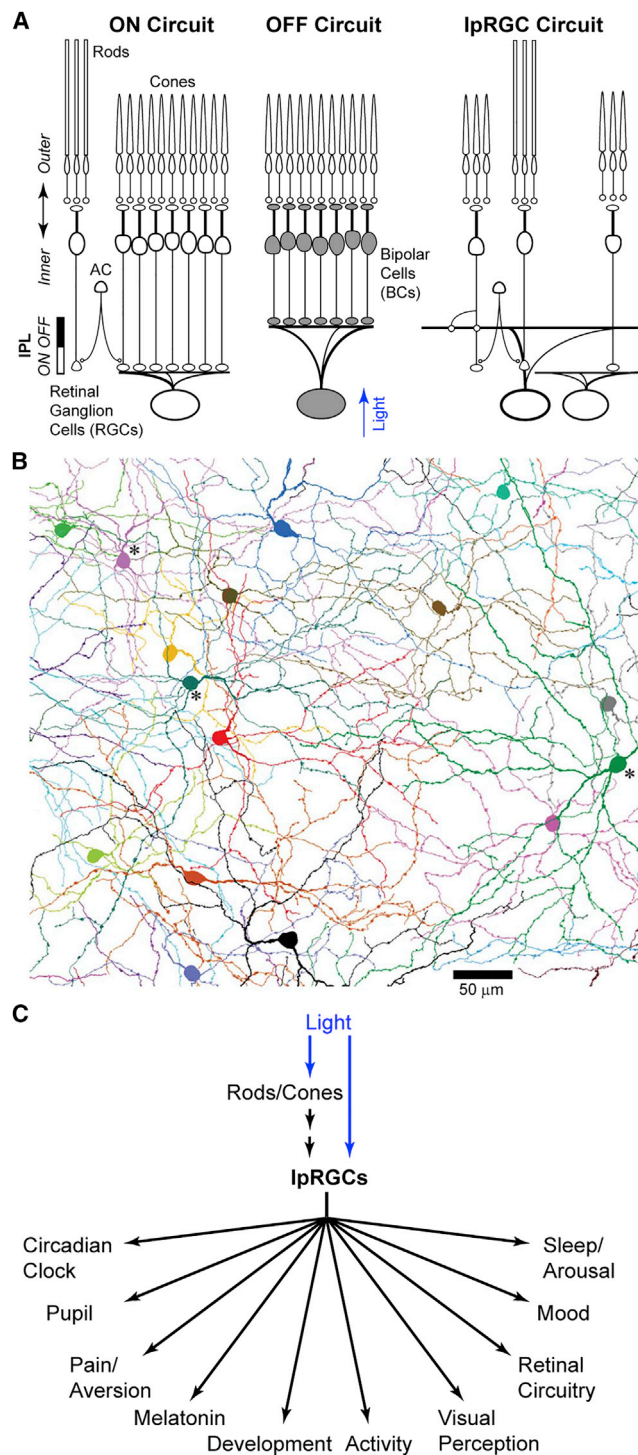 A
ON Circuit
OFF Circuit
IpRGC Circuit
Rods
Cones
Outer
Inner
AC
Bipolar
Cells
(BCs)
IPL
ON OFF
Retinal
Ganglion
Cells (RGCs)
Light
B
*
*
*
50 μm
C
Light
Rods/Cones
IpRGCs
Circadian
Clock
Sleep/
Arousal
Pupil
Mood
Pain/
Aversion
Retinal
Circuitry
Melatonin
Visual
Perception
Development
Activity